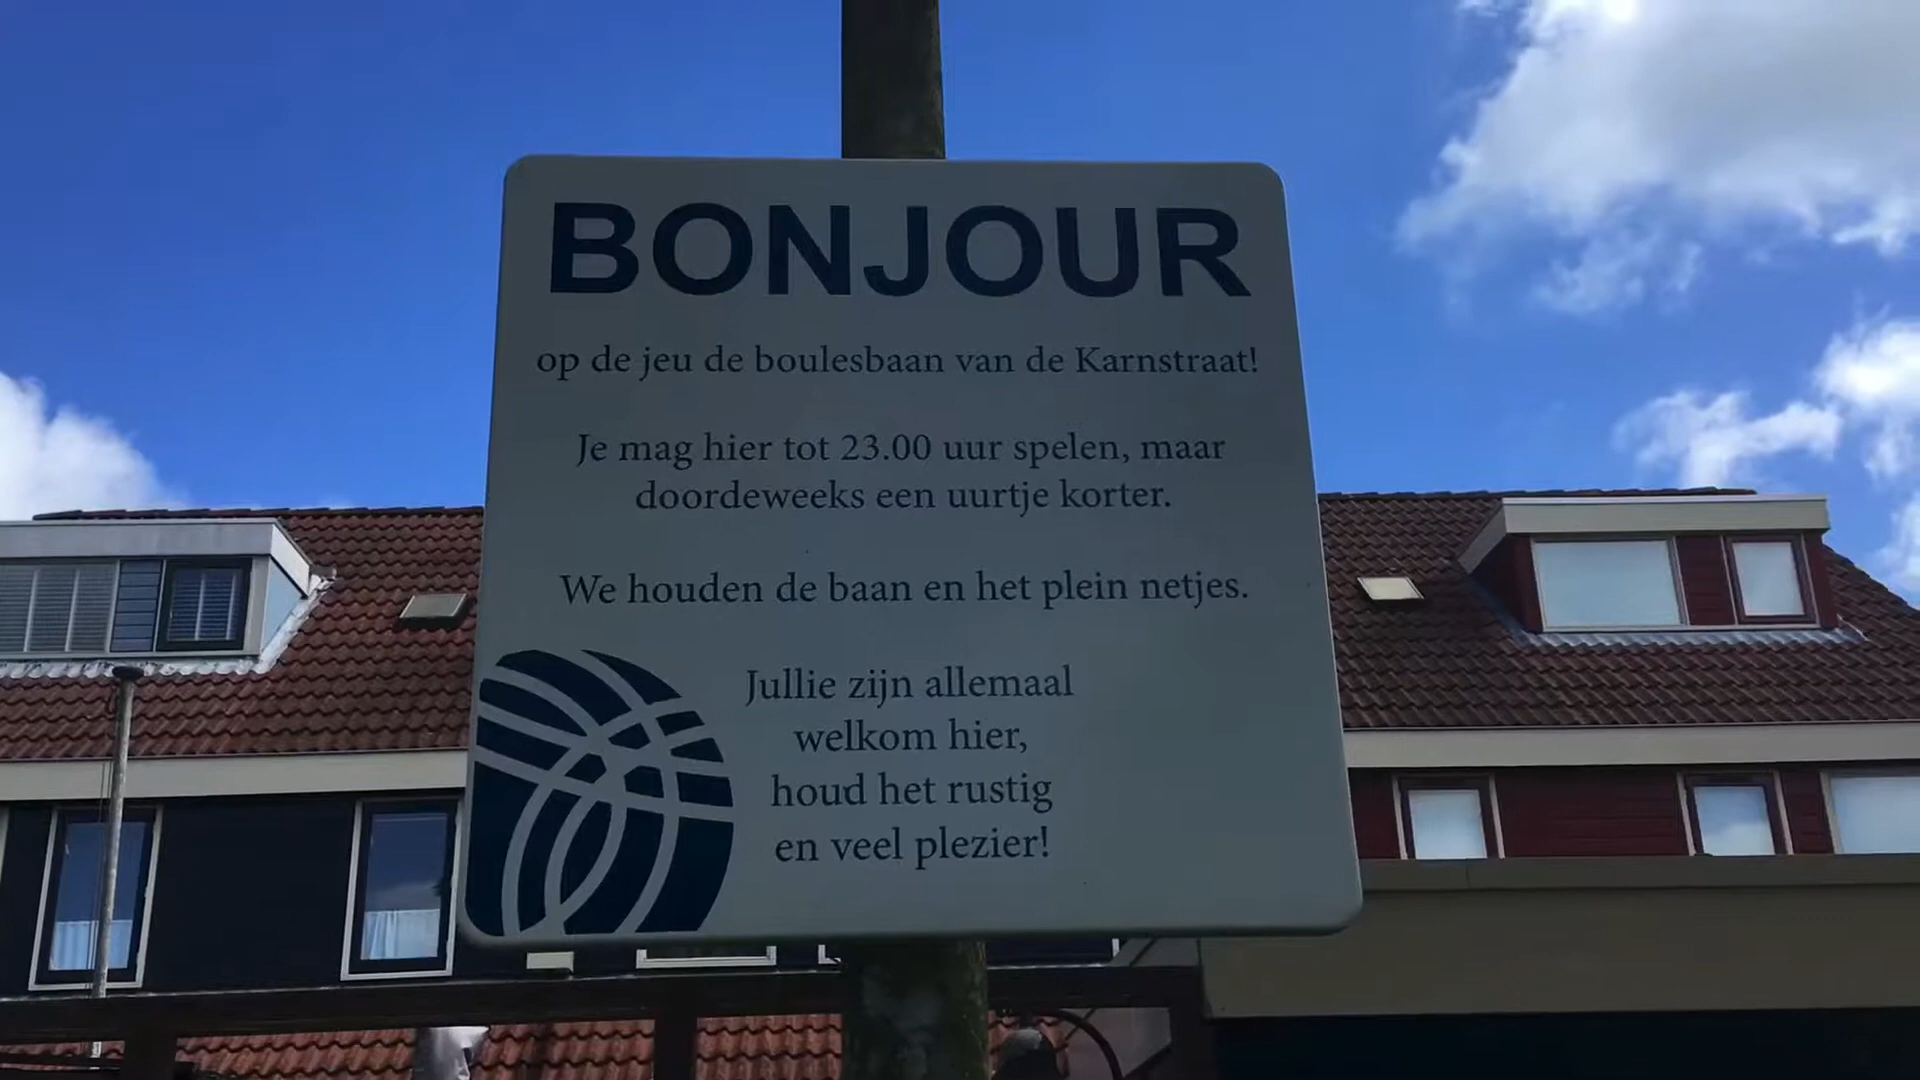 BONJOUR
op de jeu de boulesbaan van de Karnstraat!
Je mag hier tot 23.00 uur spelen, maar
doordeweeks een uurtje korter.
We houden de baan en het plein netjes.
Jullie zijn allemaal
welkom hier,
houd het rustig
en veel plezier!